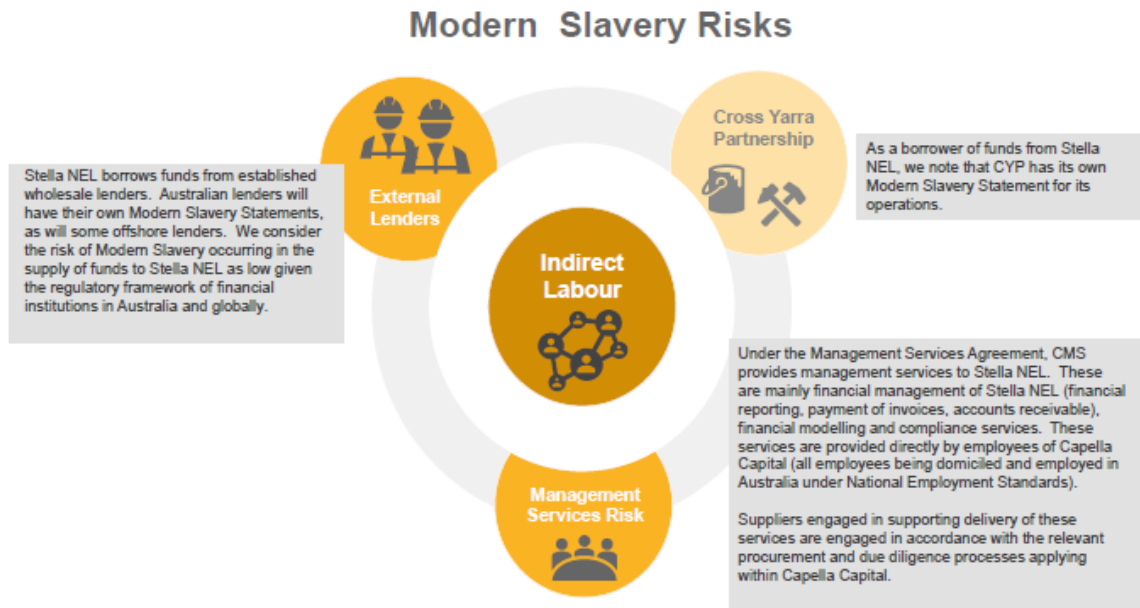 Modern Slavery Risks
External
Lenders
Stella NEL borrows funds from established
wholesale lenders. Australian lenders will
have their own Modern Slavery Statements,
as will some offshore lenders. We consider
the risk of Modern Slavery occurring in the
supply of funds to Stella NEL as low given
the regulatory framework of financial
institutions in Australia and globally.
Cross Yarra
Partnership
As a borrower of funds from Stella
NEL, we note that CYP has its own
Modern Slavery Statement for its
operations.
Indirect
Labour
Management
Services Risk
Under the Management Services Agreement, CMS
provides management services to Stella NEL. These
are mainly financial management of Stella NEL (financial
reporting, payment of invoices, accounts receivable),
financial modelling and compliance services. These
services are provided directly by employees of Capella
Capital (all employees being domiciled and employed in
Australia under National Employment Standards).
Suppliers engaged in supporting delivery of these
services are engaged in accordance with the relevant
procurement and due diligence processes applying
within Capella Capital.